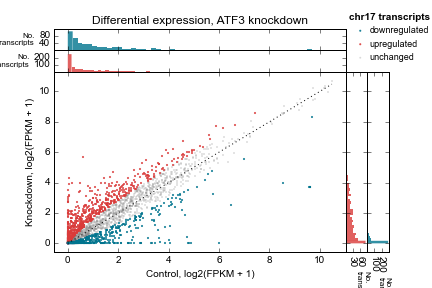 Differential expression, ATF3 knockdown
chr17 transcripts
downregulated
upregulated
unchanged
No.
transcripts
80
40
No.
transcripts
200
100
10
8
6
4
2
0
Knockdown, log2(FPKM + 1)
0
2
4
6
8
10
Control, log2(FPKM + 1)
30
60
No.
100
200
No.